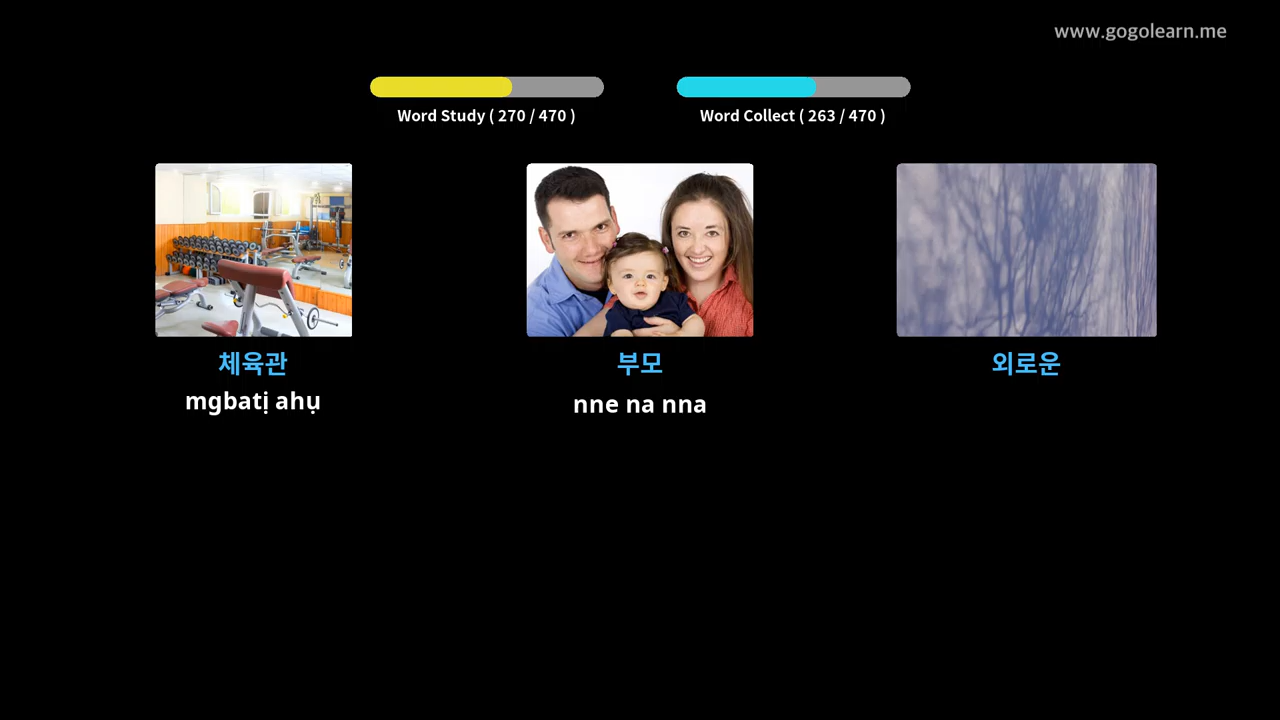 www.gogolearn.me
Word Study ( 270 / 470 )
Word Collect ( 263 / 470 )
체육관
부모
외로운
mgbatị ahụ
nne na nna